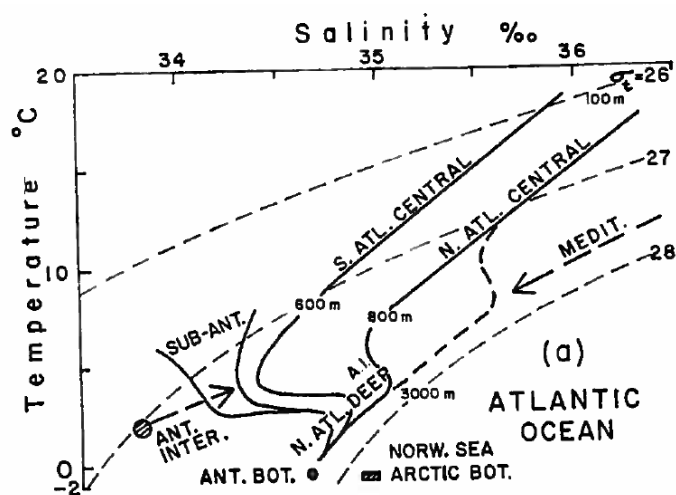 Salinity ‰
34 35 36
20
σt=26
100m
Temperature °C
27
S. ATL. CENTRAL
N. ATL. CENTRAL
MEDIT.
28
10
600m
800m
SUB-ANT.
A.I.
(a)
N. ATL. DEEP
3000m
ATLANTIC
OCEAN
ANT.
INTER.
0
-2
ANT. BOT.
NORW. SEA
ARCTIC BOT.